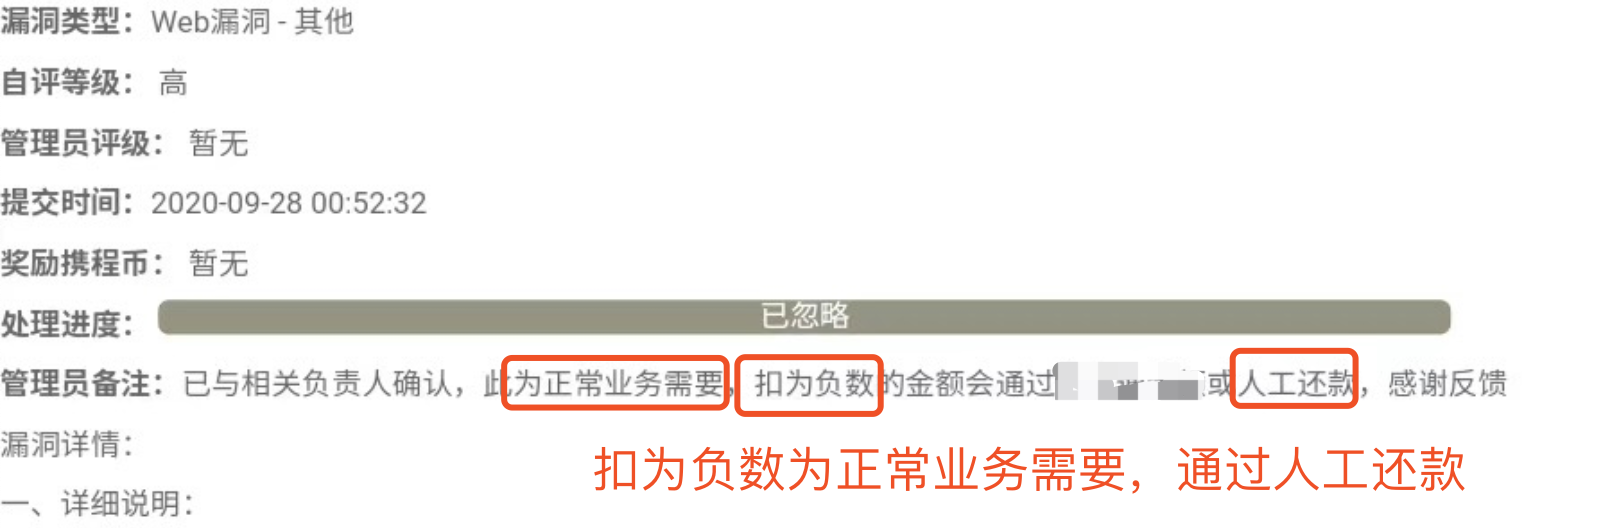 漏洞类型：Web漏洞 - 其他
自评等级：高
管理员评级：暂无
提交时间：2020-09-28 00:52:32
奖励携程币：暂无
处理进度：已忽略
管理员备注：已与相关负责人确认，此为正常业务需要，扣为负数的金额会通过或人工还款，感谢反馈
漏洞详情：
扣为负数为正常业务需要，通过人工还款
一、详细说明：